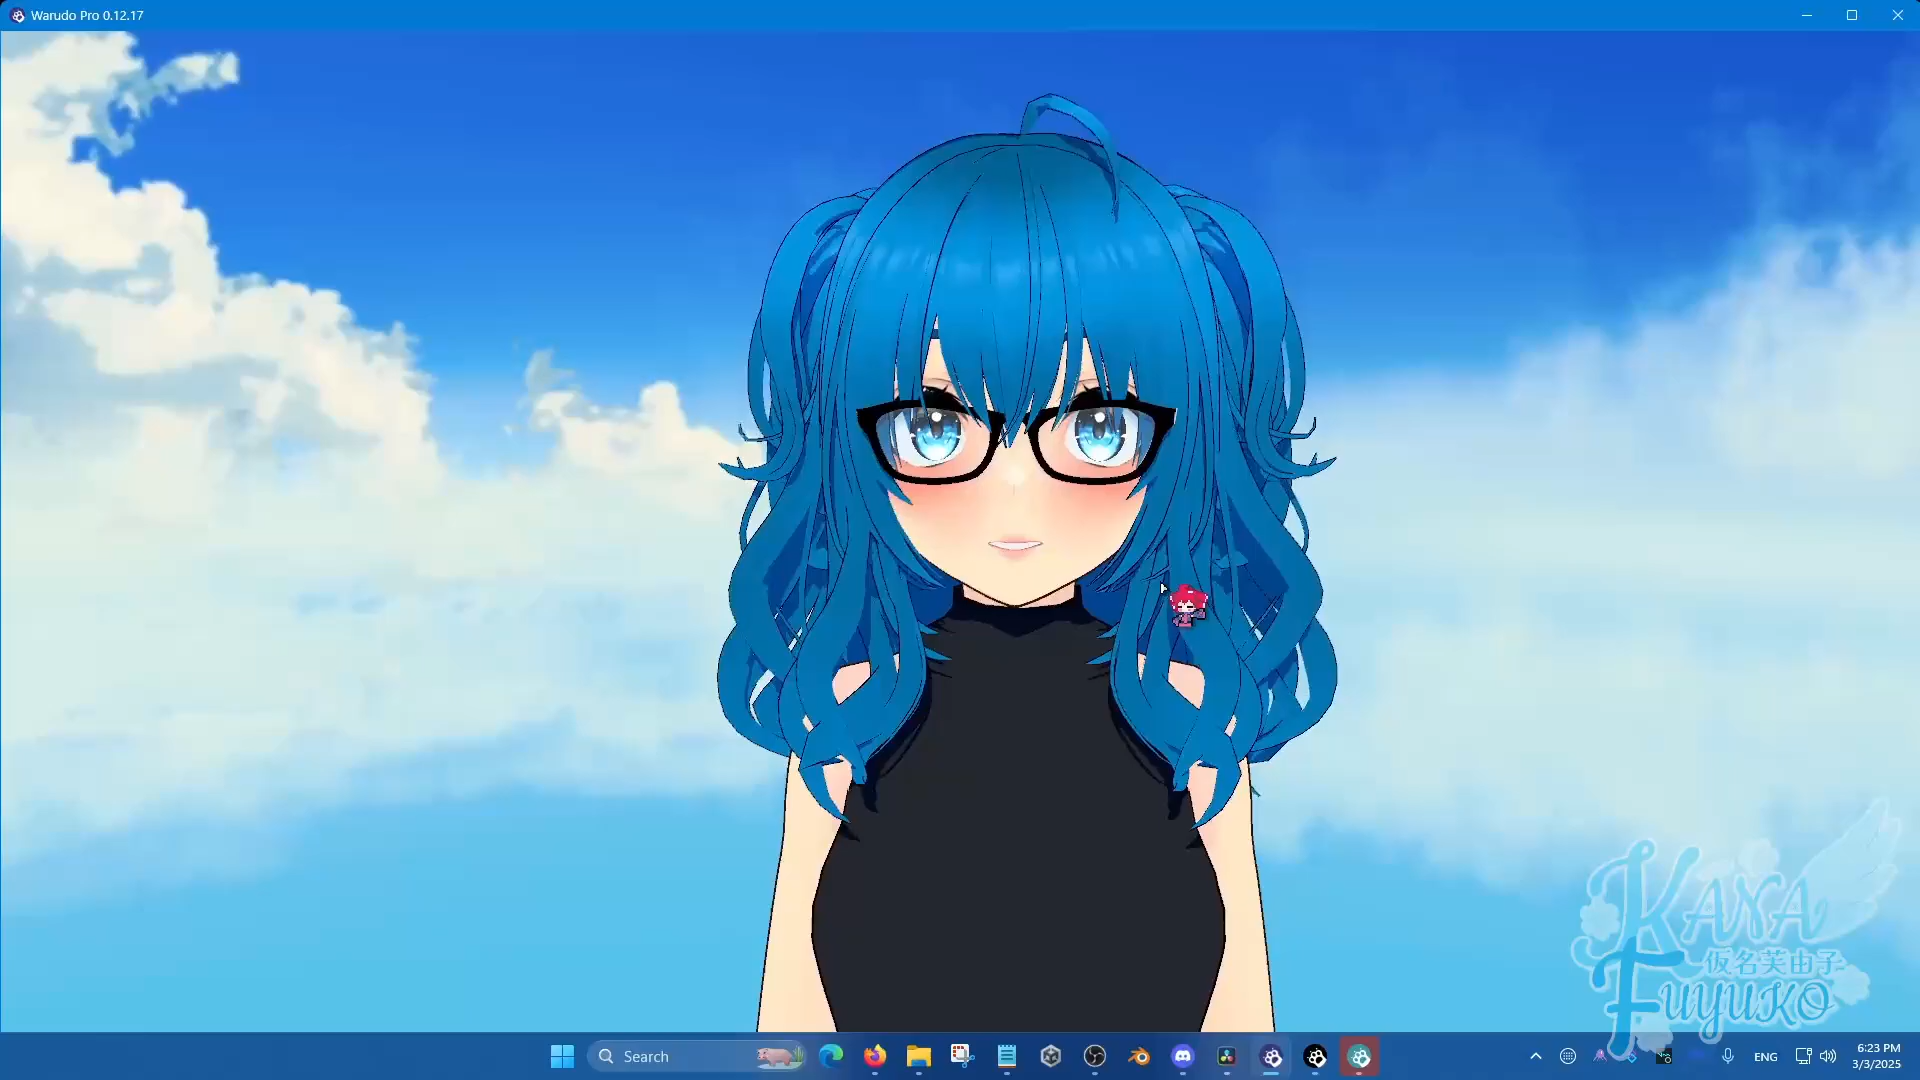 Warudo Pro 0.12.17
KANA
仮名芙由子
FUYUKO
Search
ENG
6:23 PM
3/3/2025